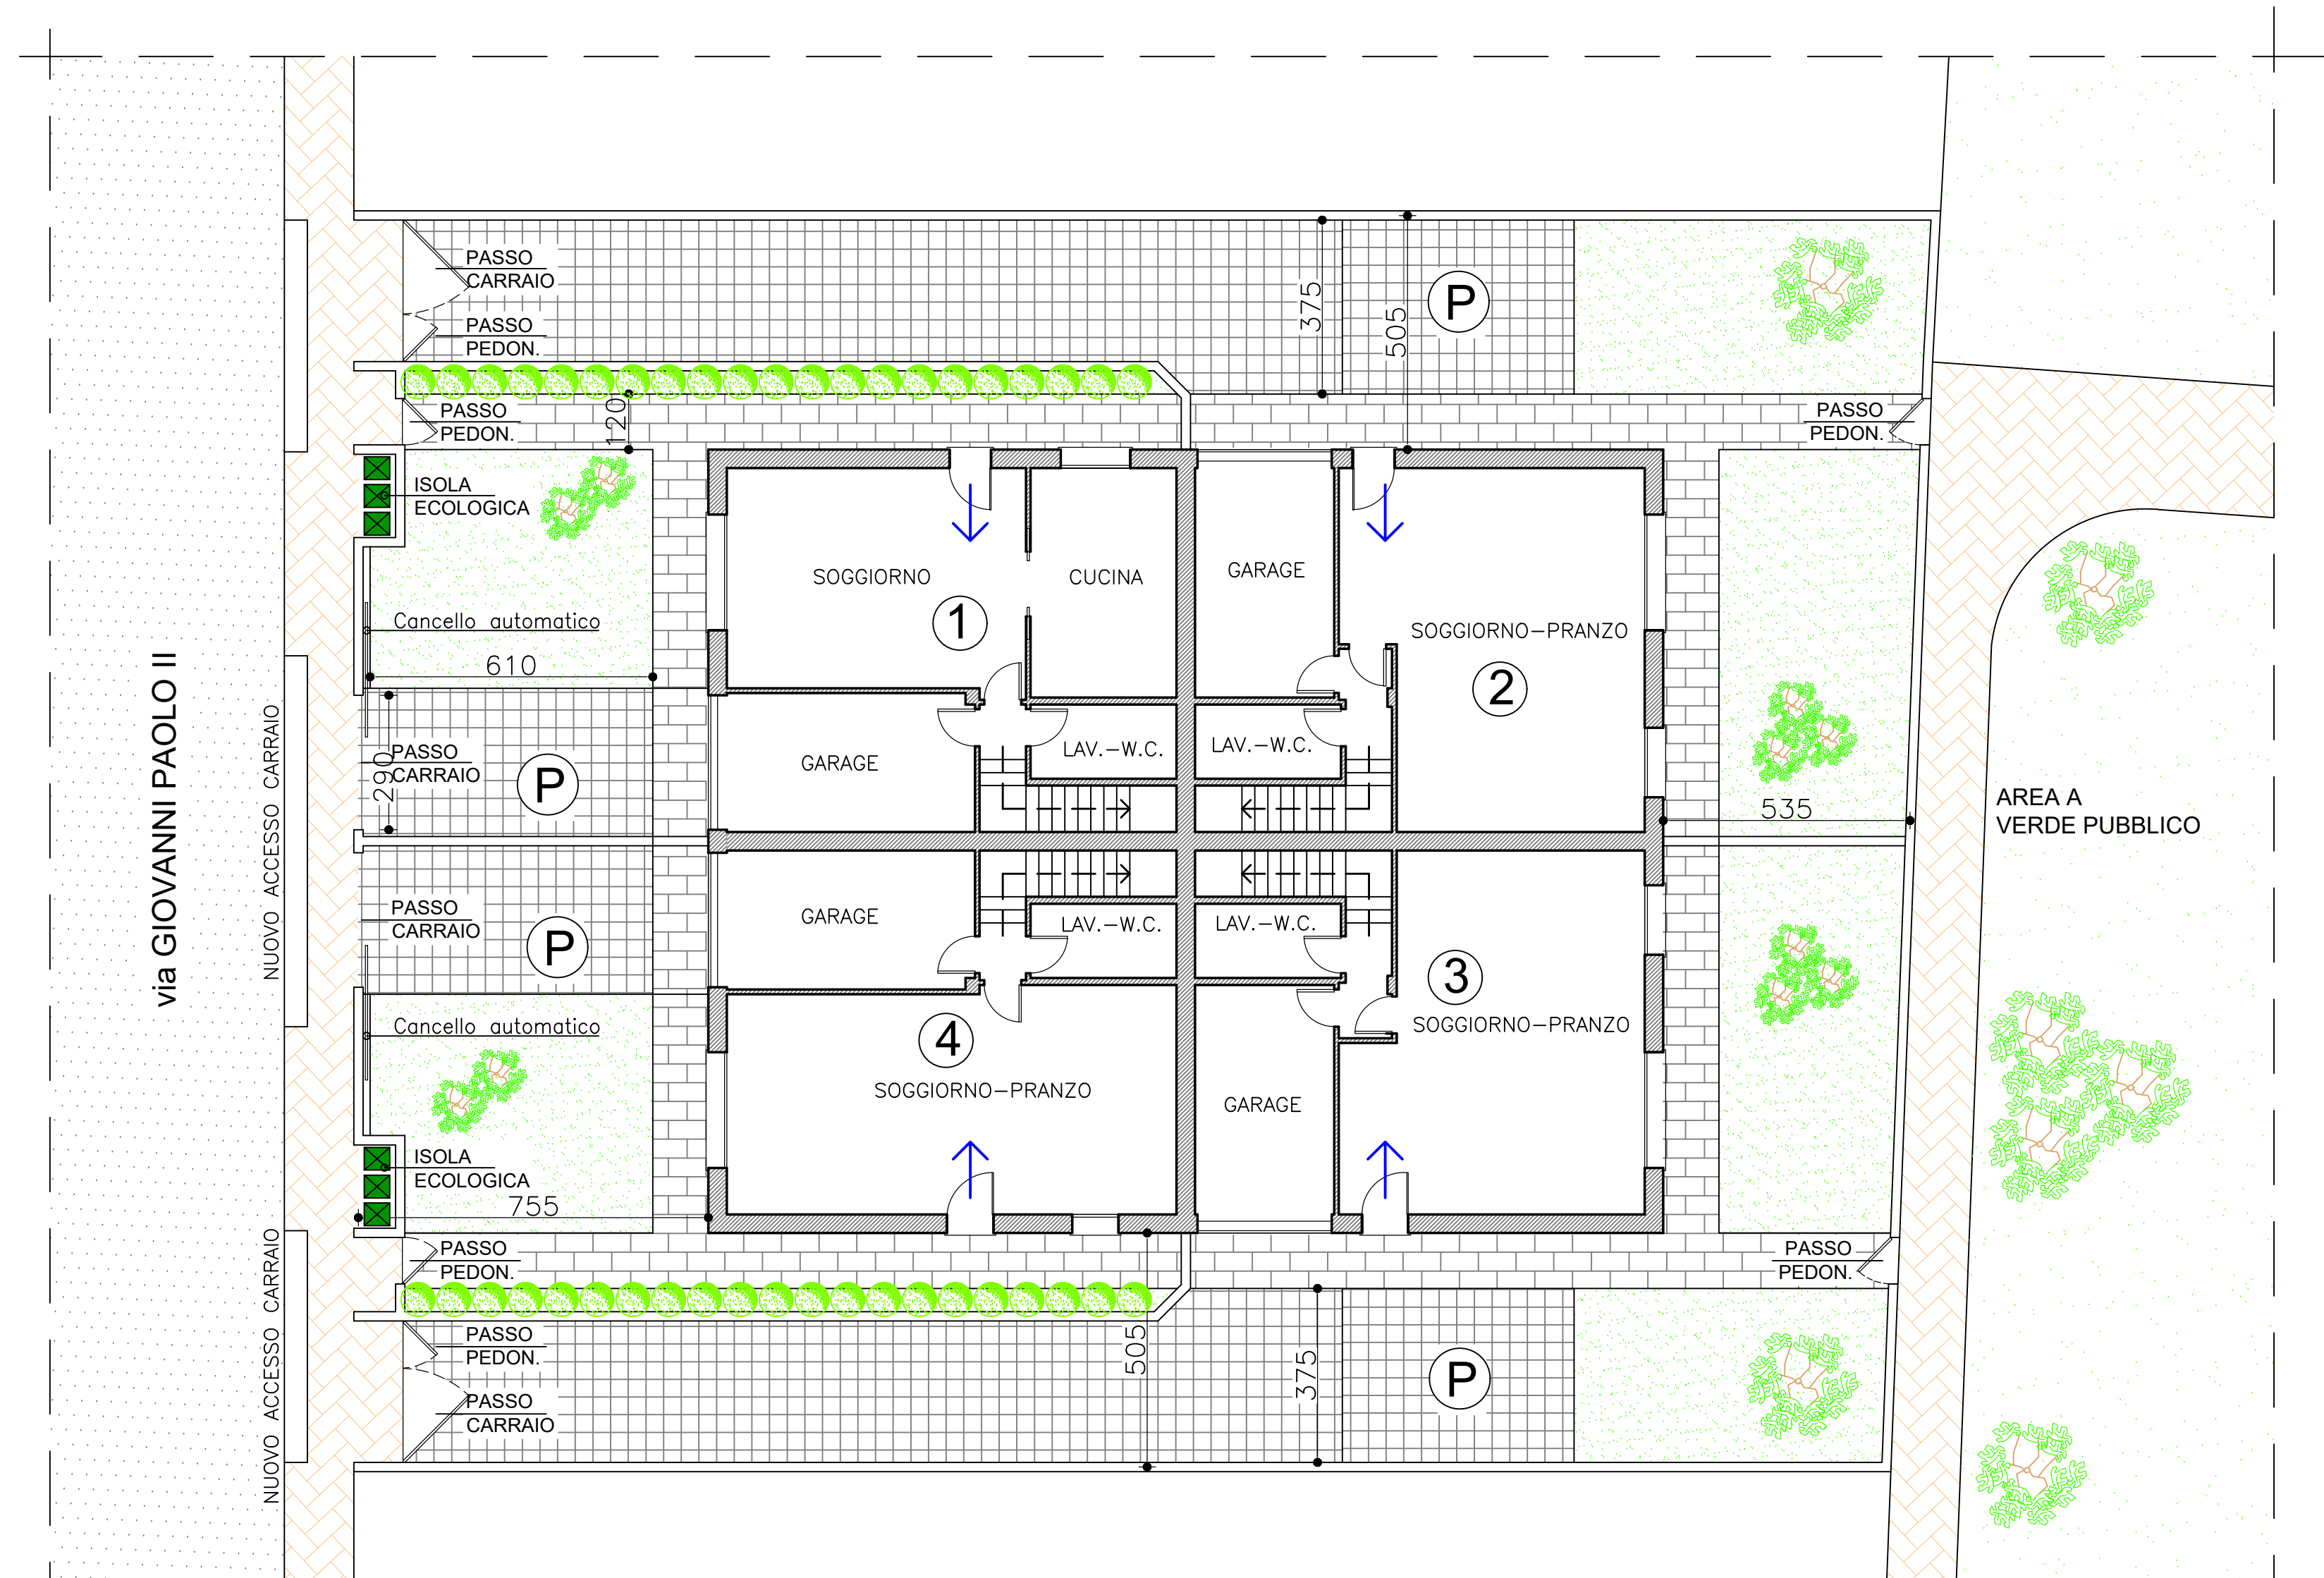 PASSO
CARRAIO
PASSO
PEDON.
375
505
P
PASSO
PEDON.
120
PASSO
PEDON.
ISOLA
ECOLOGICA
SOGGIORNO
CUCINA
GARAGE
1
SOGGIORNO-PRANZO
2
Cancello automatico
610
via GIOVANNI PAOLO II
NUOVO ACCESSO CARRAIO
290
PASSO
CARRAIO
P
GARAGE
LAV.-W.C.
LAV.-W.C.
535
AREA A
VERDE PUBBLICO
PASSO
CARRAIO
P
GARAGE
LAV.-W.C.
LAV.-W.C.
3
SOGGIORNO-PRANZO
Cancello automatico
4
SOGGIORNO-PRANZO
GARAGE
ISOLA
ECOLOGICA
755
NUOVO ACCESSO CARRAIO
PASSO
PEDON.
PASSO
PEDON.
PASSO
PEDON.
505
375
P
PASSO
CARRAIO